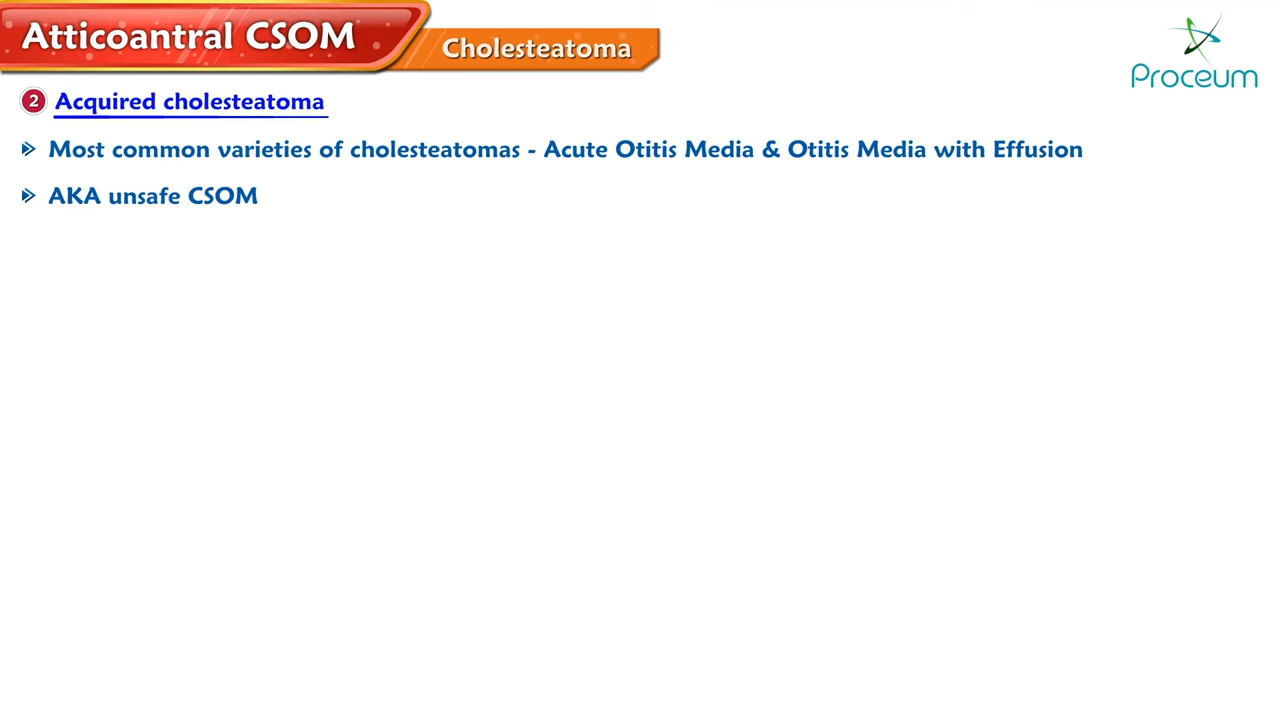 Atticoantral CSOM
Cholesteatoma
Proceum
2 Acquired cholesteatoma
Most common varieties of cholesteatomas - Acute Otitis Media & Otitis Media with Effusion
AKA unsafe CSOM